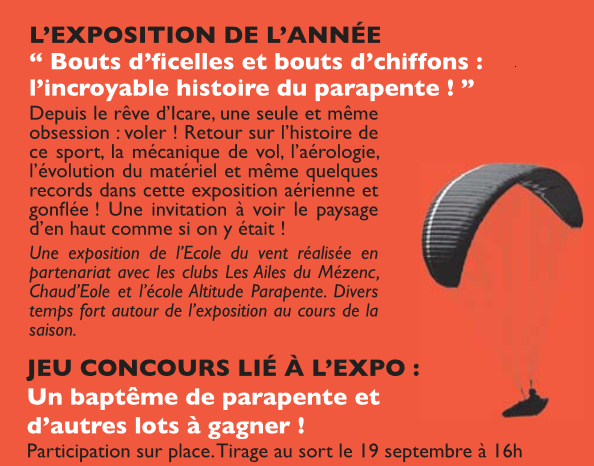 L'EXPOSITION DE L'ANNÉE
“ Bouts d’ficelles et bouts d’chiffons :
l’incroyable histoire du parapente ! ”
Depuis le rêve d’Icare, une seule et même
obsession : voler ! Retour sur l’histoire de
ce sport, la mécanique de vol, l’aérologie,
l’évolution du matériel et même quelques
records dans cette exposition aérienne et
gonflée ! Une invitation à voir le paysage
d’en haut comme si on y était !
Une exposition de l’Ecole du vent réalisée en
partenariat avec les clubs Les Ailes du Mézenc,
Chaud’Eole et l’école Altitude Parapente. Divers
temps fort autour de l’exposition au cours de la
saison.
JEU CONCOURS LIÉ À L’EXPO :
Un baptême de parapente et
d’autres lots à gagner !
Participation sur place. Tirage au sort le 19 septembre à 16h